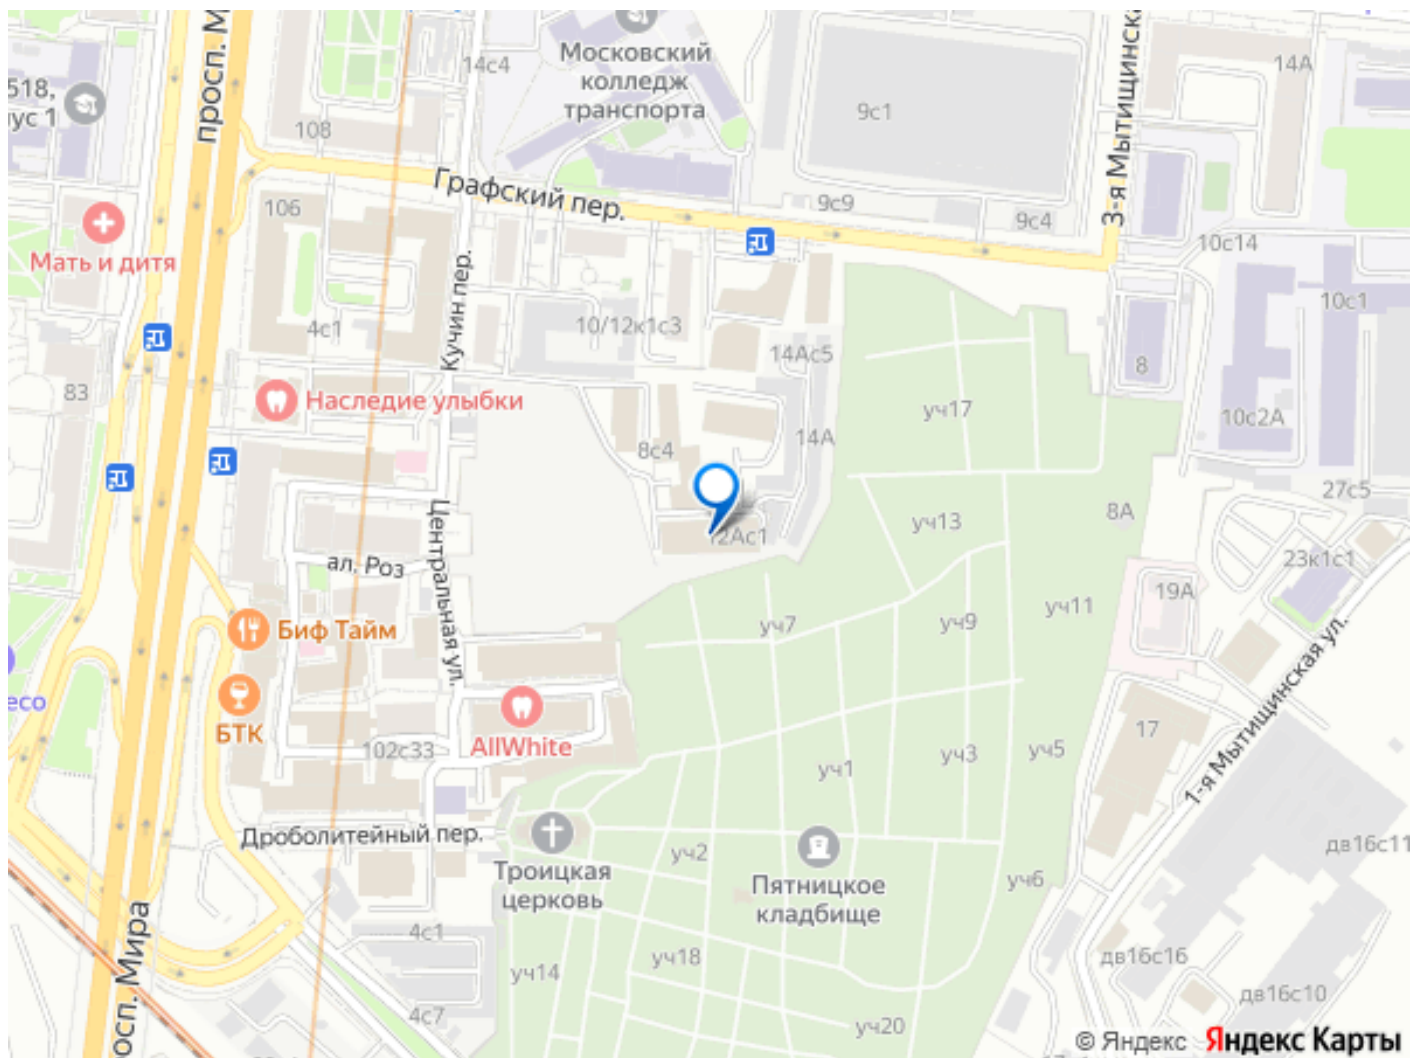 просп. М
14с4
Московский
колледж
транспорта
9с1
3-я Мытищинска
14А
518,
ус 1
108
Графский пер.
9с9
9с4
10с14
106
Мать и дитя
Кучин пер.
10с1
4с1
10/12к1с3
14Ас5
8
83
Наследие улыбки
уч17
10с2А
8с4
14А
27с5
12Ас1
уч13
8А
Центральная ул.
ал. Роз
23к1с1
19А
уч11
Биф Тайм
уч7
уч9
есо
БТК
AllWhite
102с33
уч1
уч3
уч5
17
1-я Мытищинская ул.
Дроболитейный пер.
Троицкая
церковь
уч2
Пятницкое
кладбище
уч6
дв16с11
осп. Мира
4с1
уч14
уч18
дв16с16
дв16с10
4с7
уч20
© Яндекс Яндекс Карты